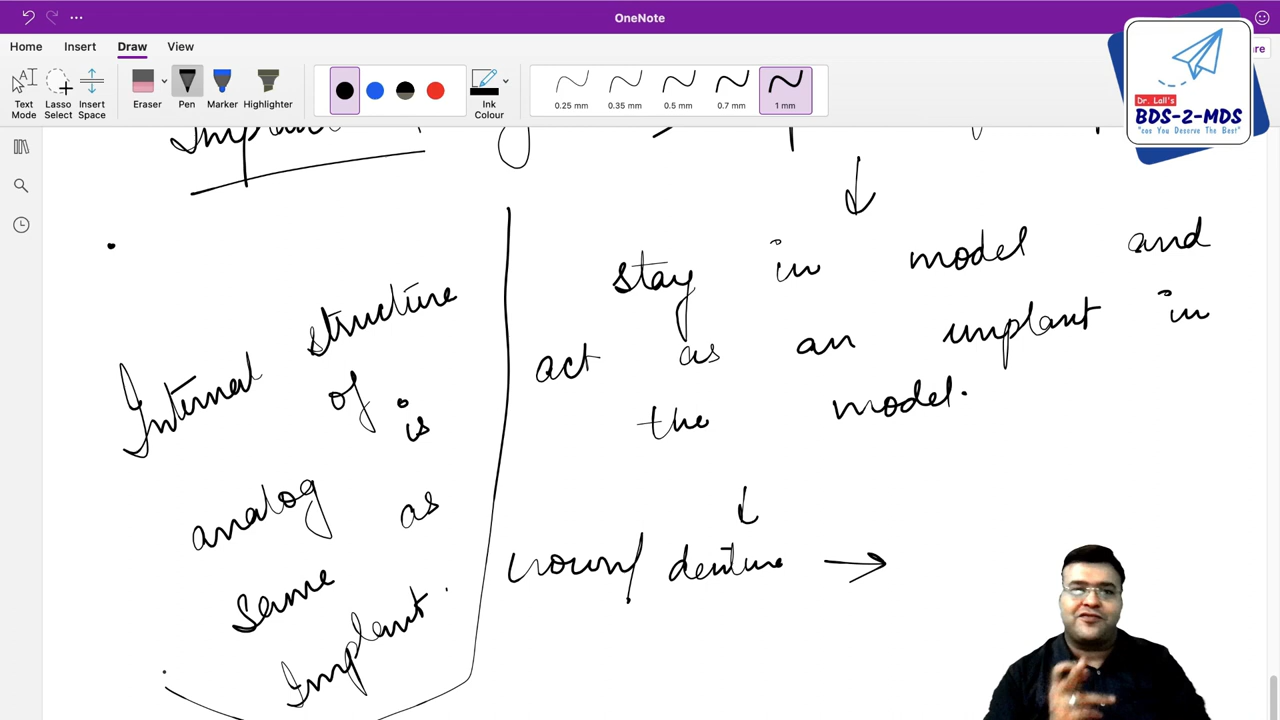 OneNote
Home Insert Draw View
Text Mode
Lasso Select
Insert Space
Eraser
Pen
Marker
Highlighter
Ink Colour
0.25 mm
0.35 mm
0.5 mm
0.7 mm
1 mm
Dr. Lall's
BDS-2-MDS
"cos You Deserve The Best"
Internal structure
of is
analog as
same
Implant.
stay in model and
act as an implant in
the model.
crown/ denture →